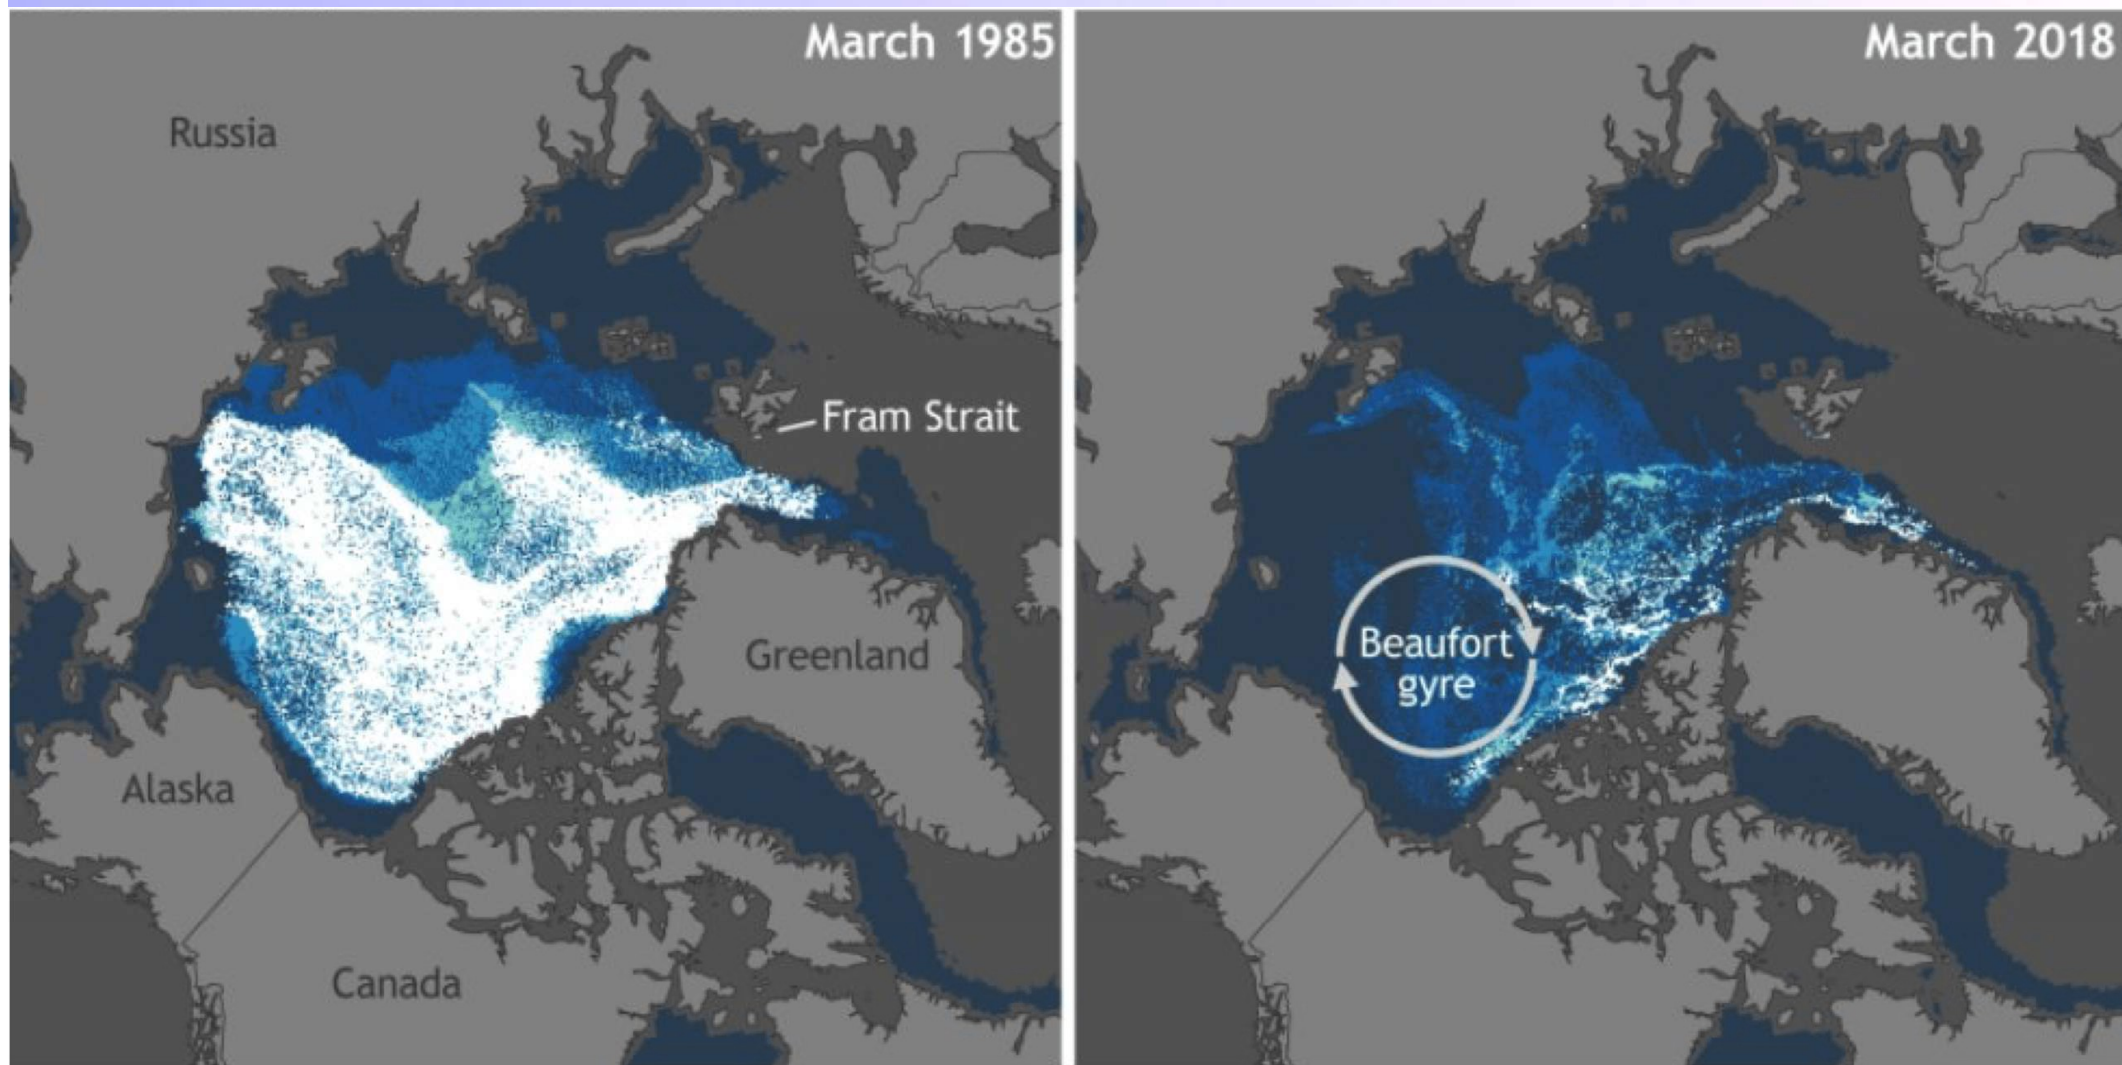 March 1985
Russia
Fram Strait
Greenland
Alaska
Canada
March 2018
Beaufort
gyre